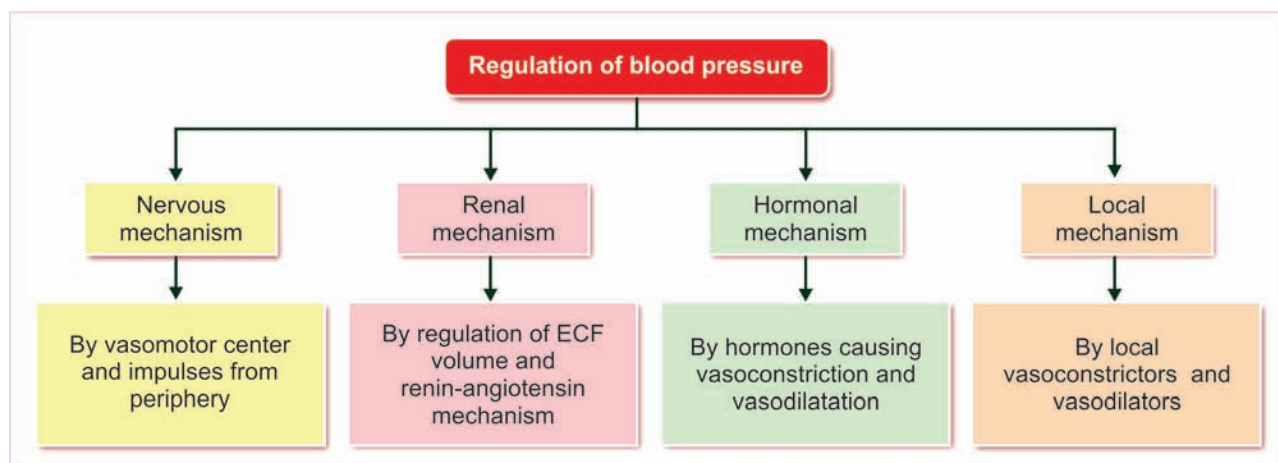 Regulation of blood pressure
Nervous
mechanism
Renal
mechanism
Hormonal
mechanism
Local
mechanism
By vasomotor center
and impulses from
periphery
By regulation of ECF
volume and
renin-angiotensin
mechanism
By hormones causing
vasoconstriction and
vasodilatation
By local
vasoconstrictors and
vasodilators